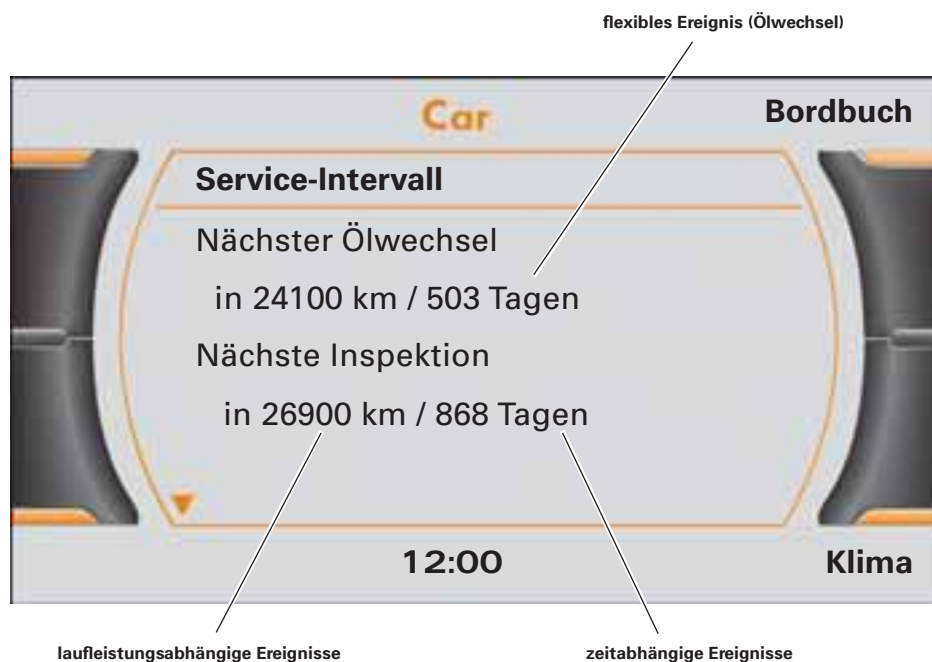 flexibles Ereignis (Ölwechsel)
Car
Bordbuch
Service-Intervall
Nächster Ölwechsel
in 24100 km / 503 Tagen
Nächste Inspektion
in 26900 km / 868 Tagen
12:00
Klima
laufleistungsabhängige Ereignisse
zeitabhängige Ereignisse